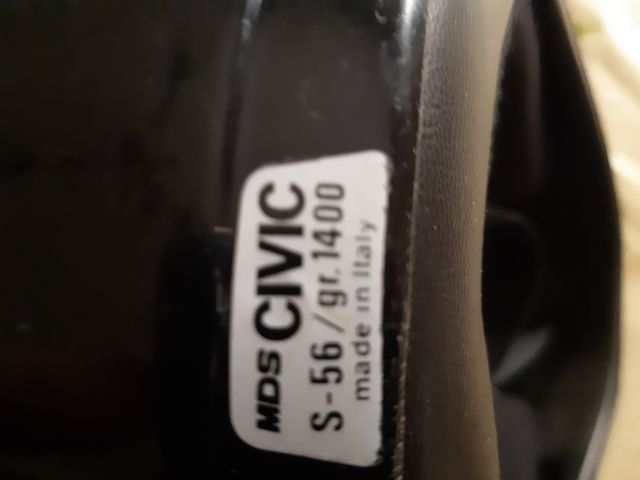 MDS CIVIC
S-56/gr.1400
made in Italy